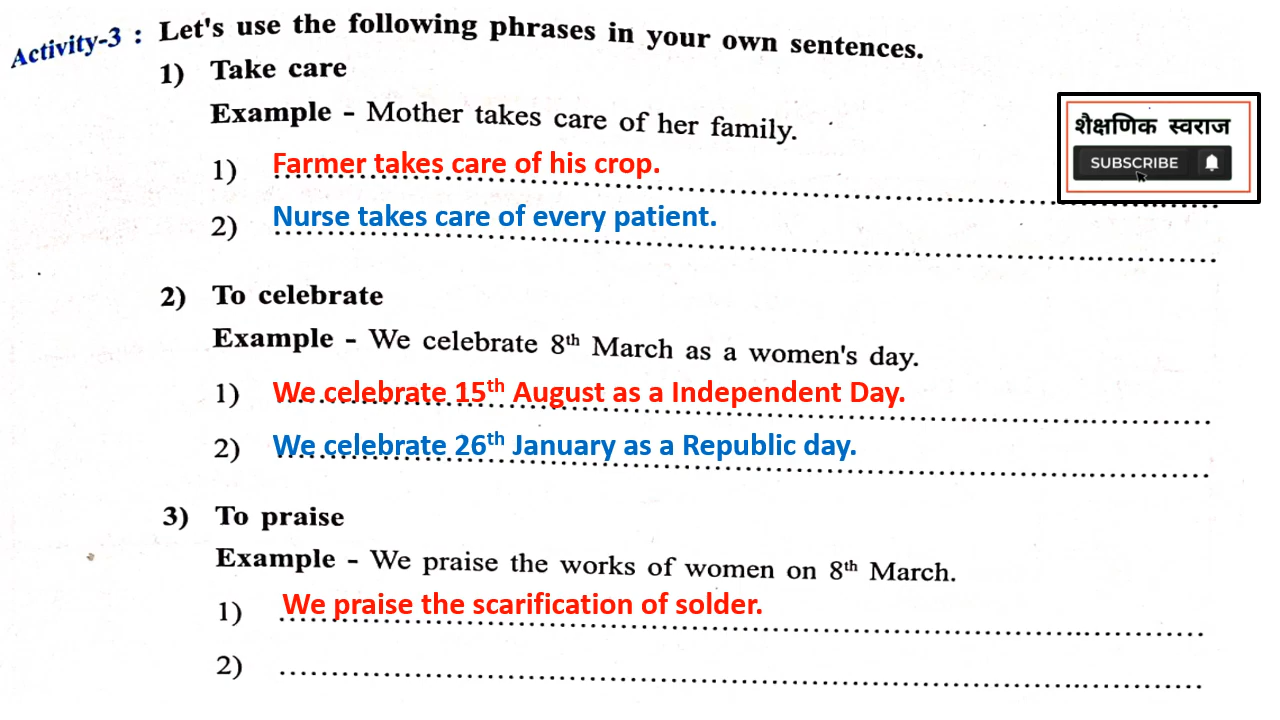 Activity-3 : Let's use the following phrases in your own sentences.
1) Take care
Example - Mother takes care of her family.
शैक्षणिक स्वराज
SUBSCRIBE
1) Farmer takes care of his crop.
2) Nurse takes care of every patient.
2) To celebrate
Example - We celebrate 8th March as a women's day.
1) We celebrate 15th August as a Independent Day.
2) We celebrate 26th January as a Republic day.
3) To praise
Example - We praise the works of women on 8th March.
1) We praise the scarification of solder.
2)